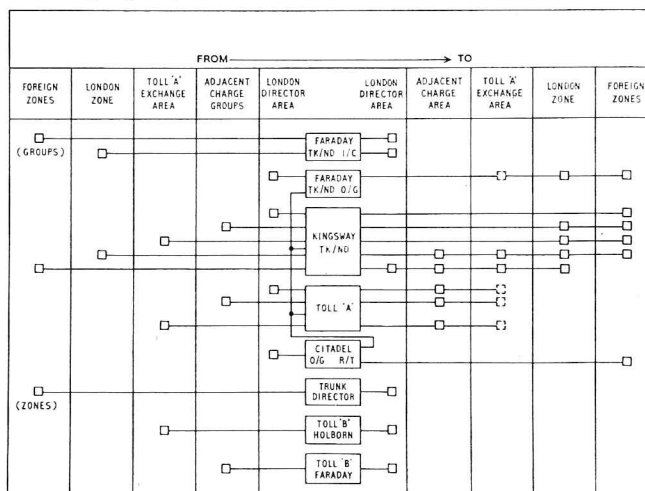 FROM TO
FOREIGN ZONES
LONDON ZONE
TOLL 'A' EXCHANGE AREA
ADJACENT CHARGE GROUPS
LONDON DIRECTOR AREA
LONDON DIRECTOR AREA
ADJACENT CHARGE AREA
TOLL 'A' EXCHANGE AREA
LONDON ZONE
FOREIGN ZONES
(GROUPS)
FARADAY
TK/ND I/C
FARADAY
TK/ND O/G
KINGSWAY
TK/ND
TOLL 'A'
CITADEL
O/G R/T
(ZONES)
TRUNK
DIRECTOR
TOLL 'B'
HOLBORN
TOLL 'B'
FARADAY